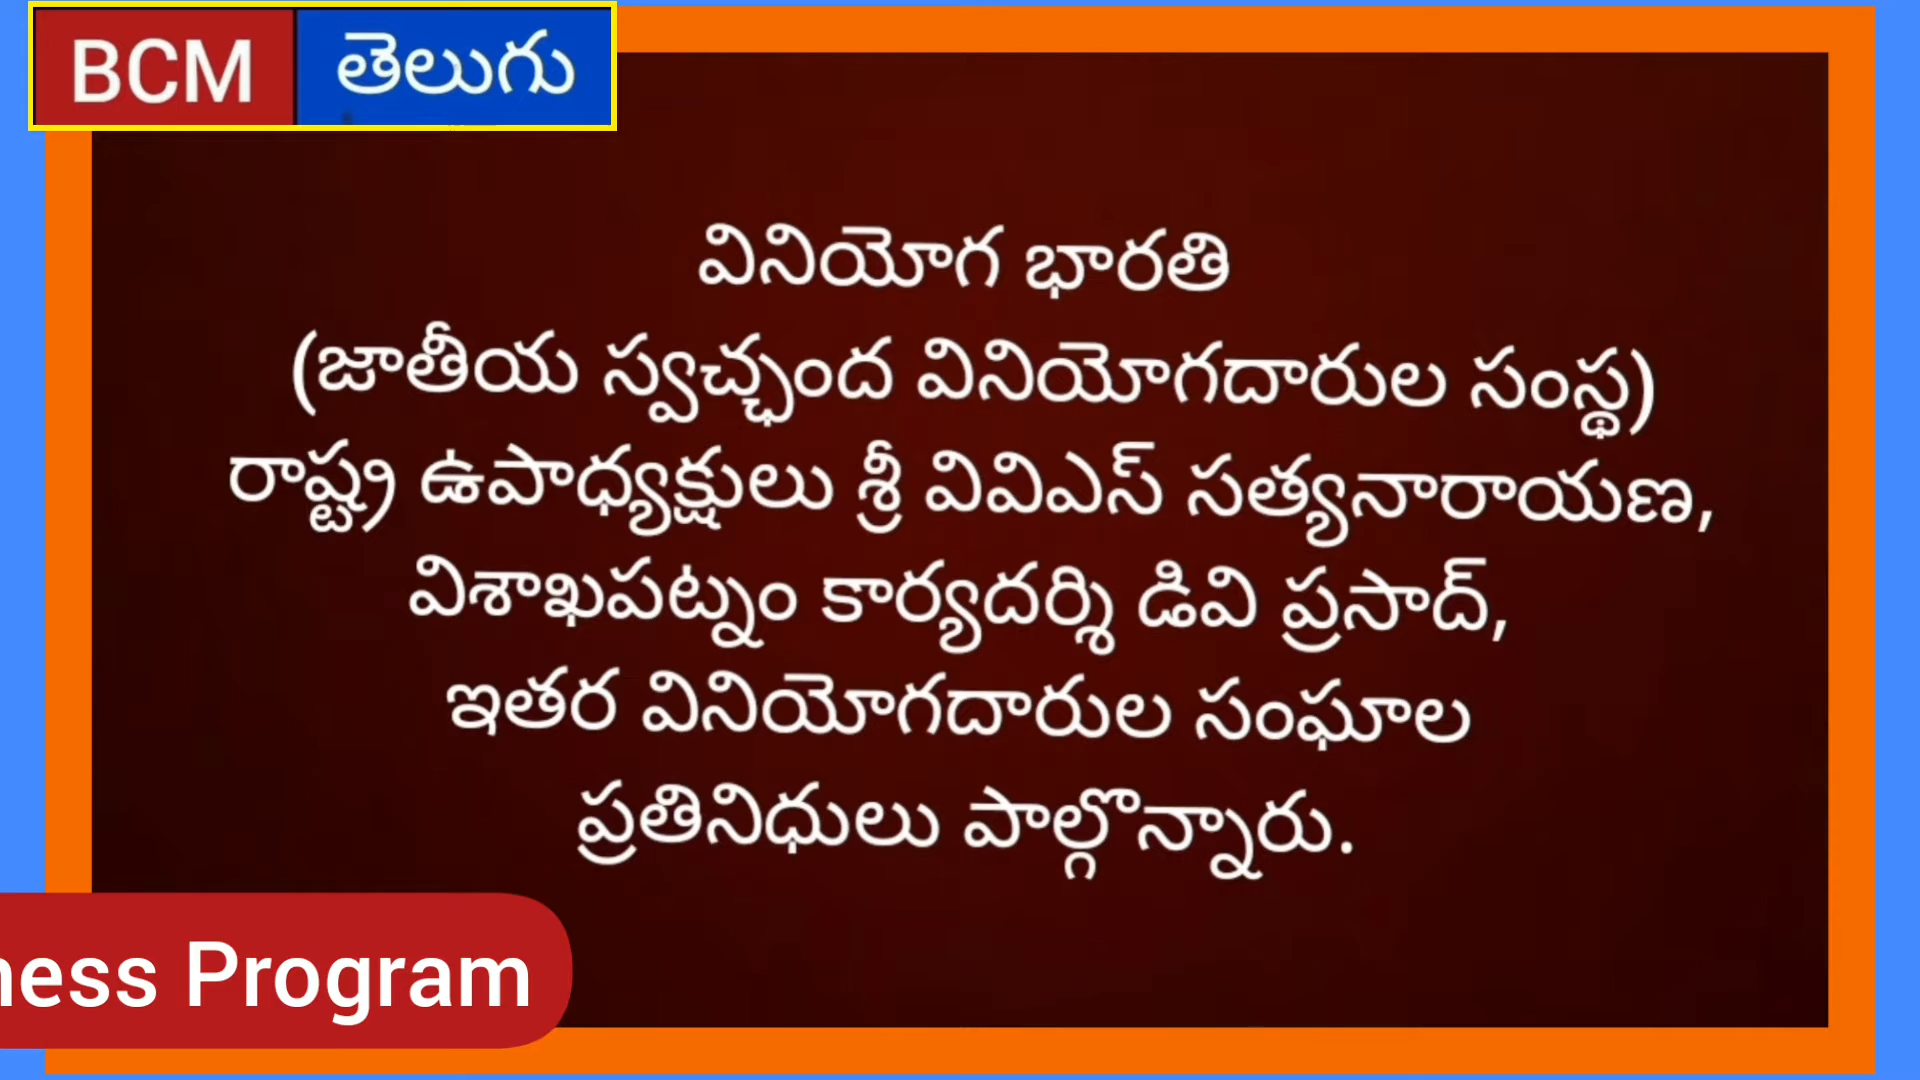 BCM తెలుగు
వినియోగ భారతి
(జాతీయ స్వచ్ఛంద వినియోగదారుల సంస్థ)
రాష్ట్ర ఉపాధ్యక్షులు శ్రీ వివిఎస్ సత్యనారాయణ,
విశాఖపట్నం కార్యదర్శి డివి ప్రసాద్,
ఇతర వినియోగదారుల సంఘాల
ప్రతినిధులు పాల్గొన్నారు.
ness Program